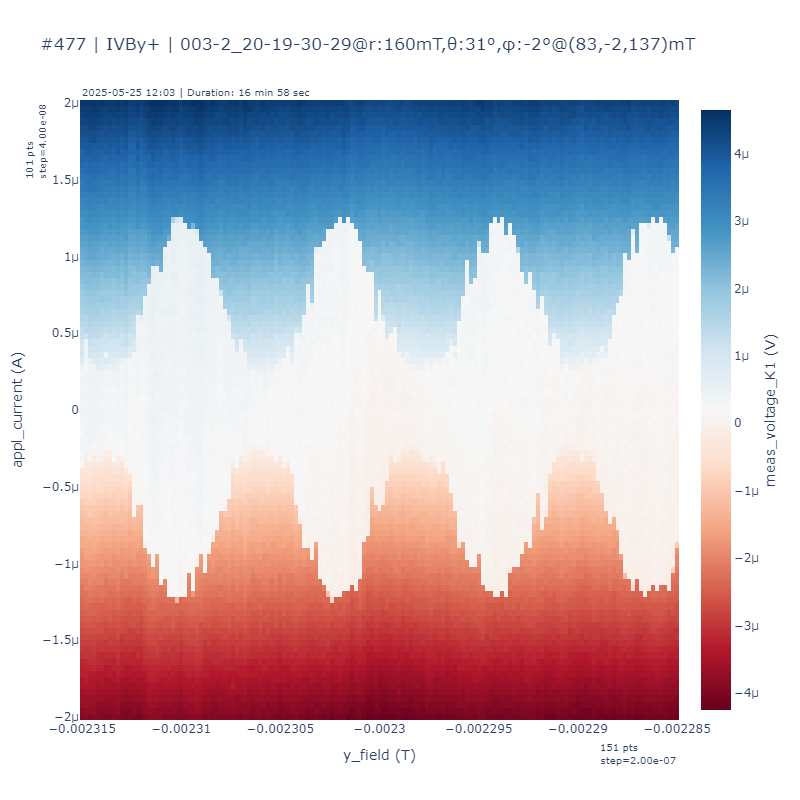 #477 | IVBy+ | 003-2_20-19-30-29@r:160mT,θ:31°,φ:-2°@(83,-2,137)mT
2025-05-25 12:03 | Duration: 16 min 58 sec
101 pts
step=4.00e-08
2μ
1.5μ
1μ
0.5μ
0
−0.5μ
−1μ
−1.5μ
−2μ
appl_current (A)
−0.002315
−0.00231
−0.002305
−0.0023
−0.002295
−0.00229
−0.002285
y_field (T)
151 pts
step=2.00e-07
4μ
3μ
2μ
1μ
0
−1μ
−2μ
−3μ
−4μ
meas_voltage_K1 (V)